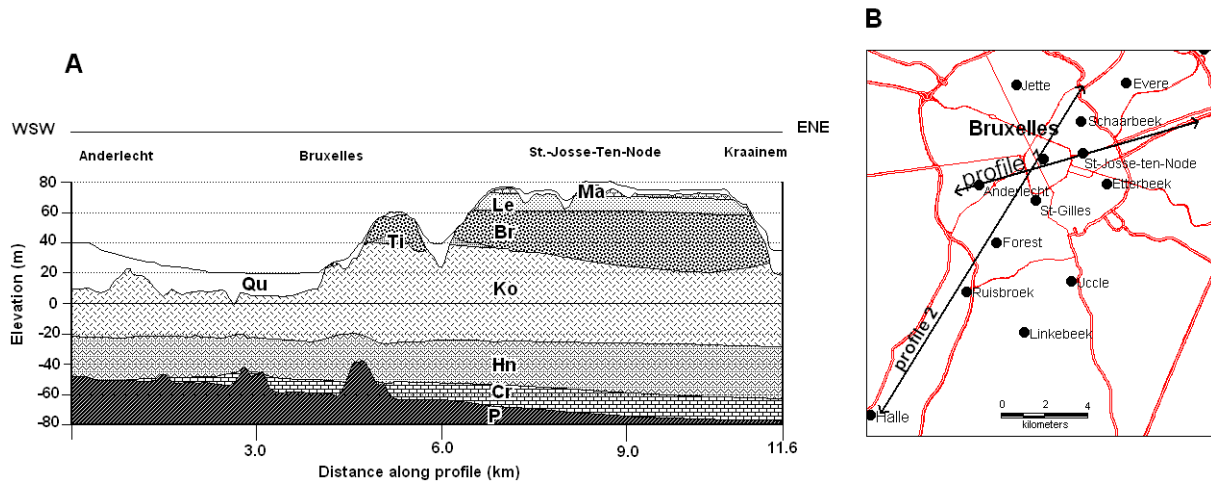 A
WSW
ENE
Anderlecht Bruxelles St.-Josse-Ten-Node Kraainem
80
60
40
20
0
-20
-40
-60
-80
Elevation (m)
Ma
Le
Br
Ti
Qu
Ko
Hn
Cr
P
3.0 6.0 9.0 11.6
Distance along profile (km)
B
Jette
Evere
Schaarbeek
Bruxelles
St-Josse-ten-Node
profile 1
Anderlecht
Etterbeek
St-Gilles
Forest
Uccle
Ruisbroek
Linkebeek
profile 2
Halle
0 2 4
kilometers